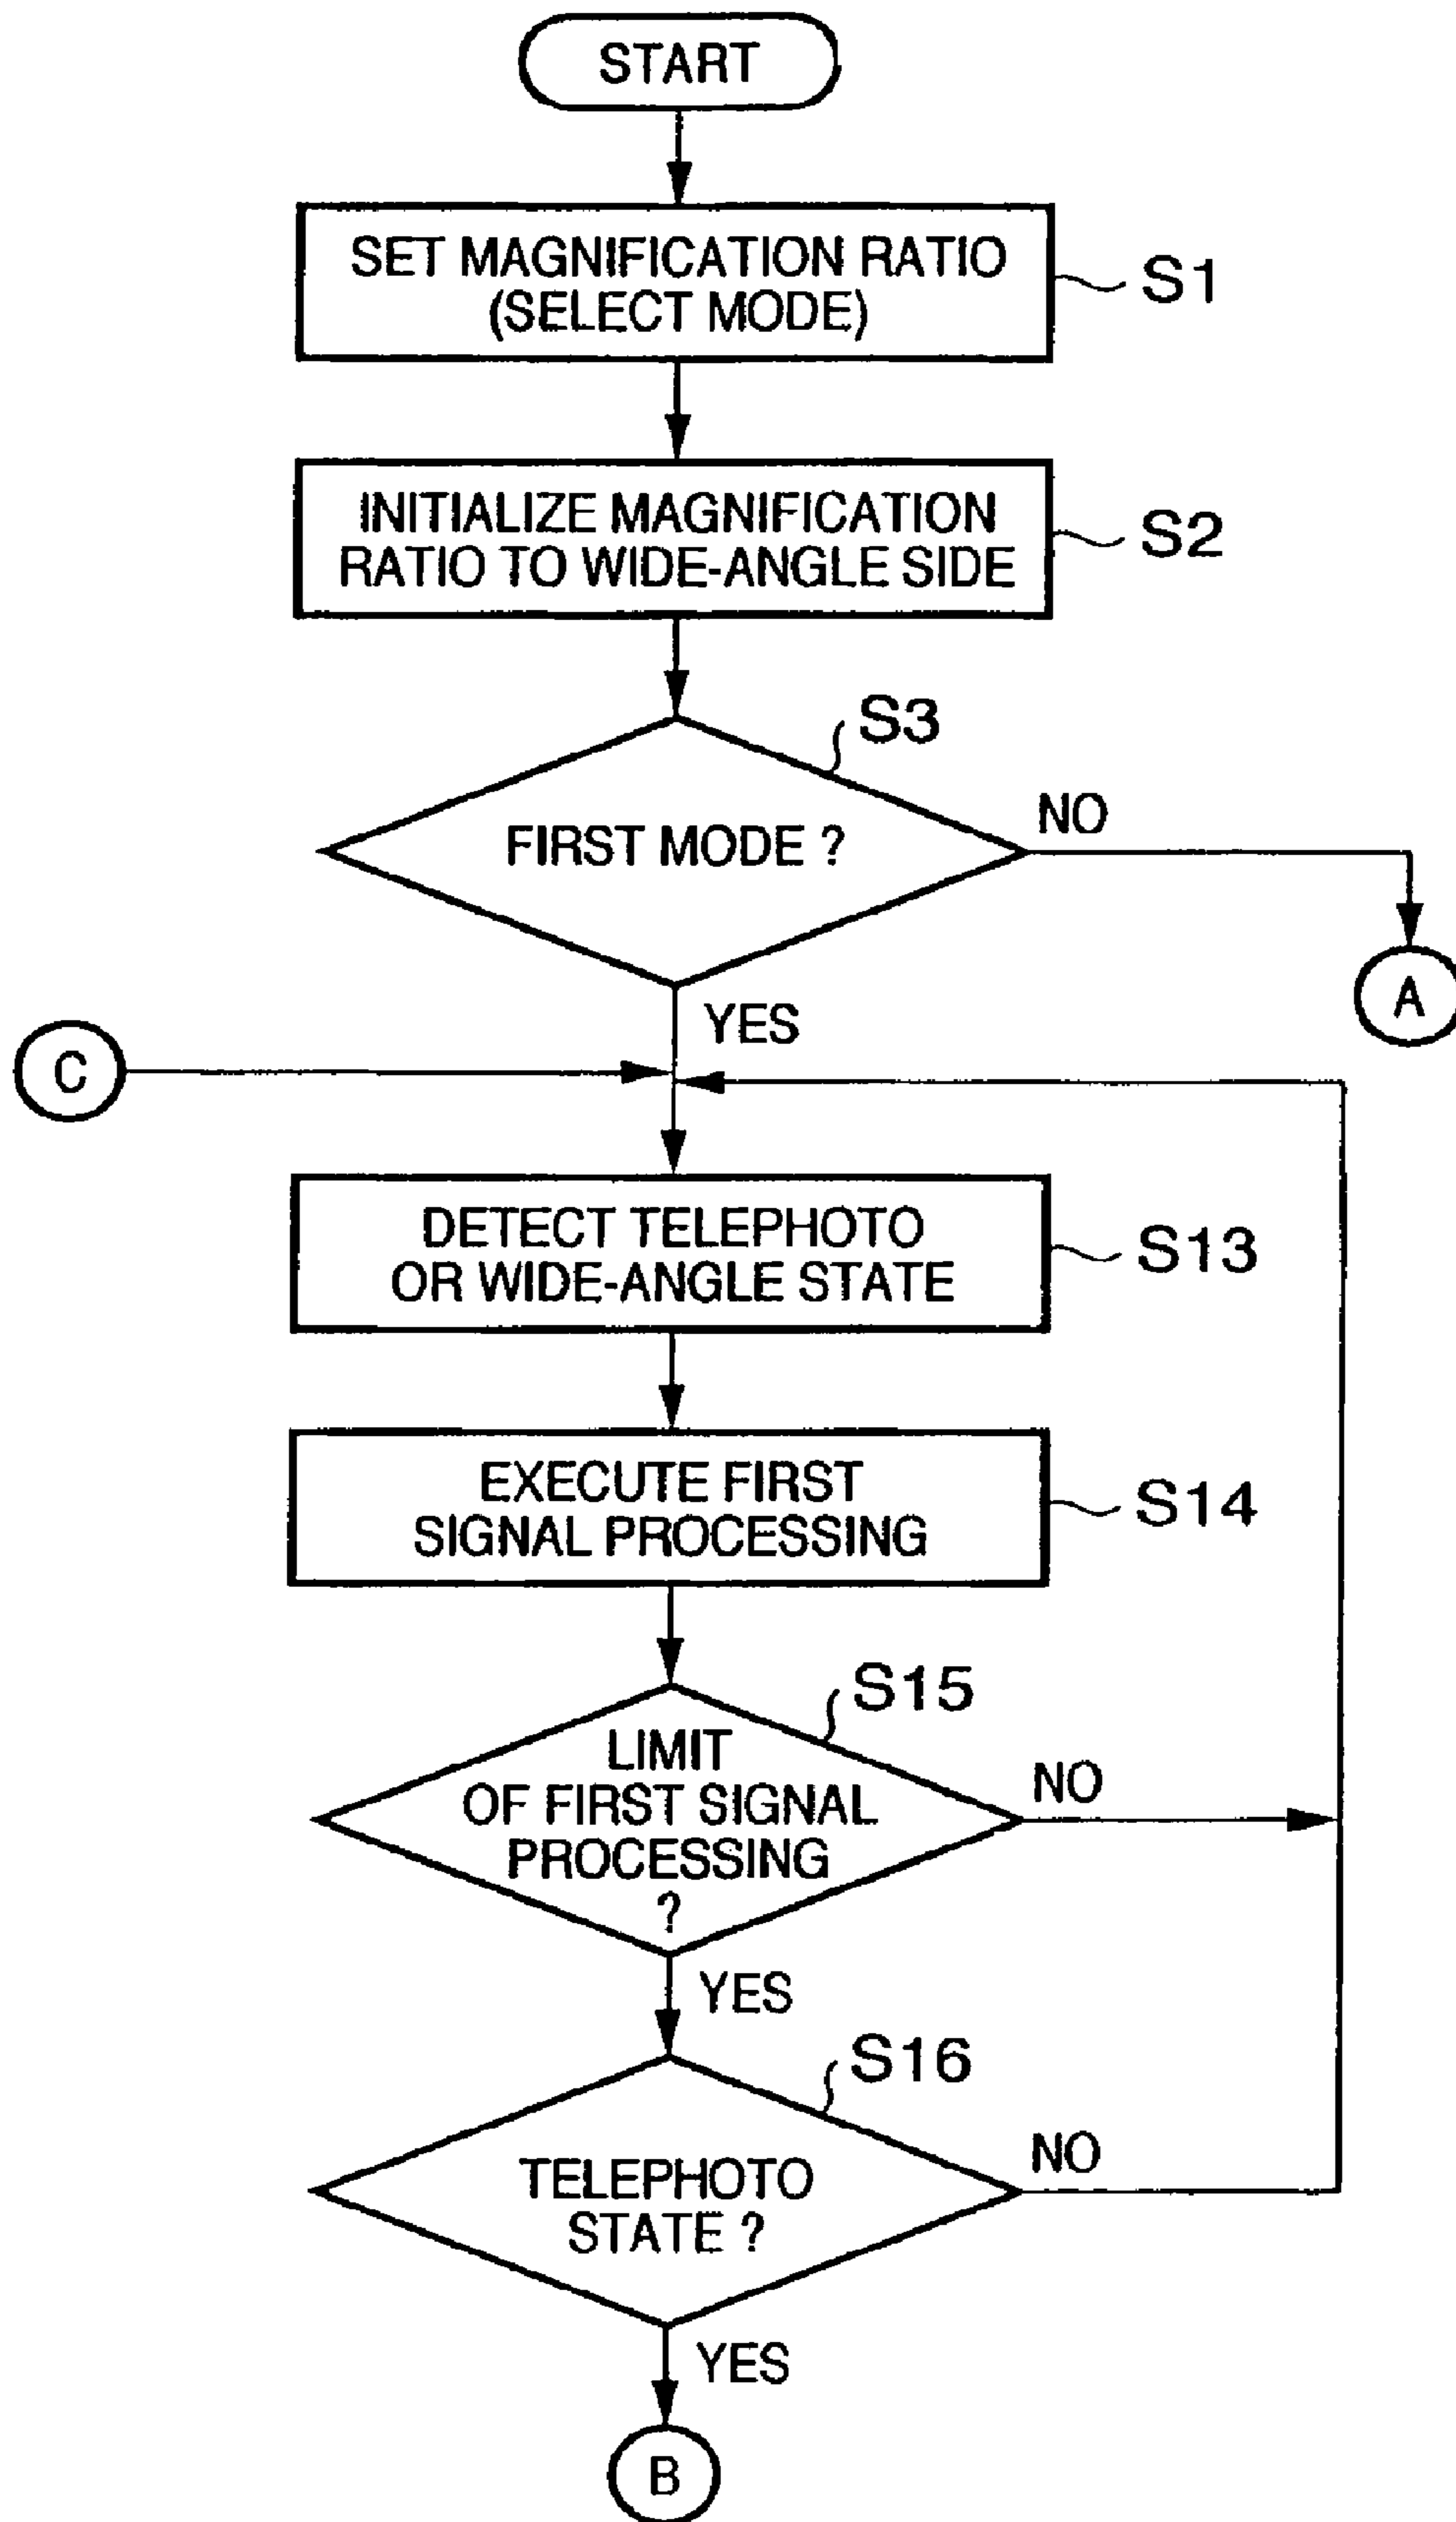 START
SET MAGNIFICATION RATIO
(SELECT MODE)
S1
INITIALIZE MAGNIFICATION
RATIO TO WIDE-ANGLE SIDE
S2
S3
FIRST MODE ?
NO
A
YES
C
DETECT TELEPHOTO
OR WIDE-ANGLE STATE
S13
EXECUTE FIRST
SIGNAL PROCESSING
S14
S15
LIMIT
OF FIRST SIGNAL
PROCESSING
?
NO
YES
S16
TELEPHOTO
STATE ?
NO
YES
B